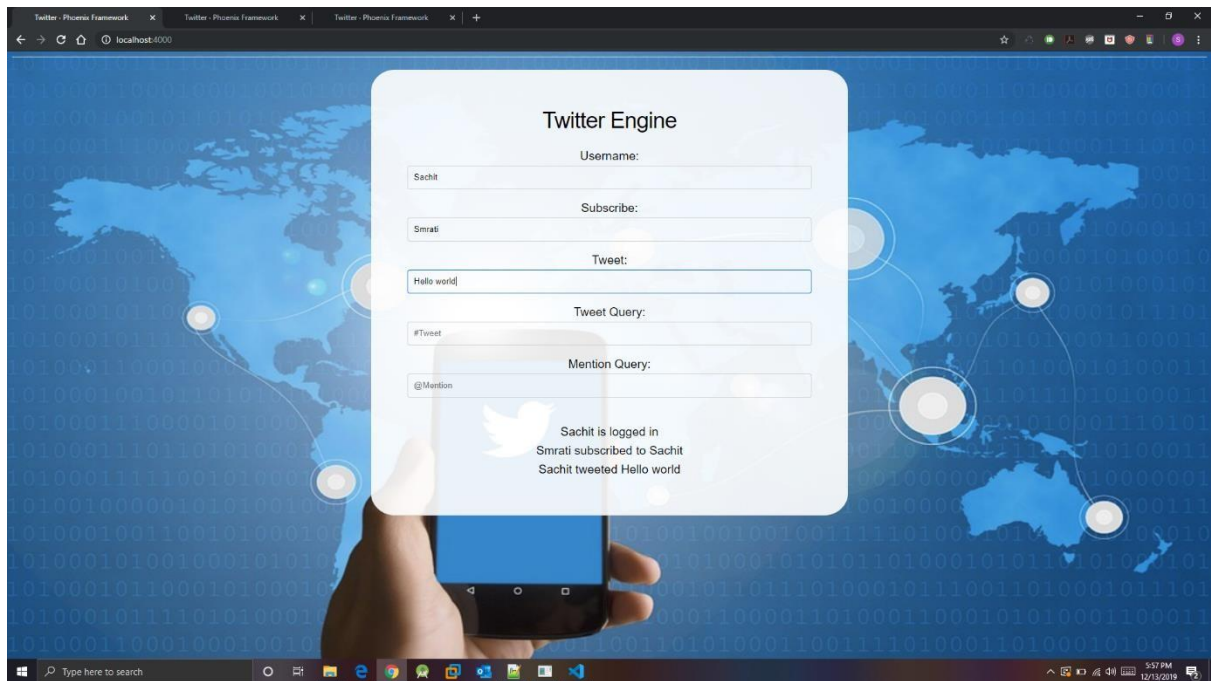 Twitter - Phoenix Framework
Twitter - Phoenix Framework
Twitter - Phoenix Framework
localhost:4000
Twitter Engine
Username:
Sachit
Subscribe:
Smrati
Tweet:
Hello world
Tweet Query:
#Tweet
Mention Query:
@Mention
Sachit is logged in
Smrati subscribed to Sachit
Sachit tweeted Hello world
Type here to search
5:57 PM
12/13/2019